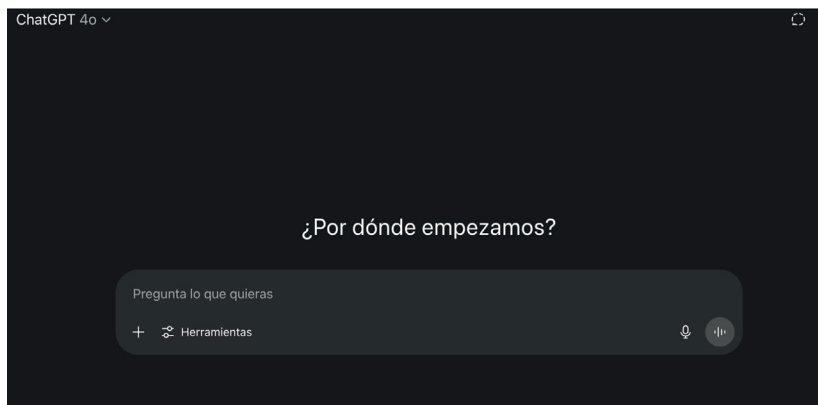 ChatGPT 4o
¿Por dónde empezamos?
Pregunta lo que quieras
Herramientas